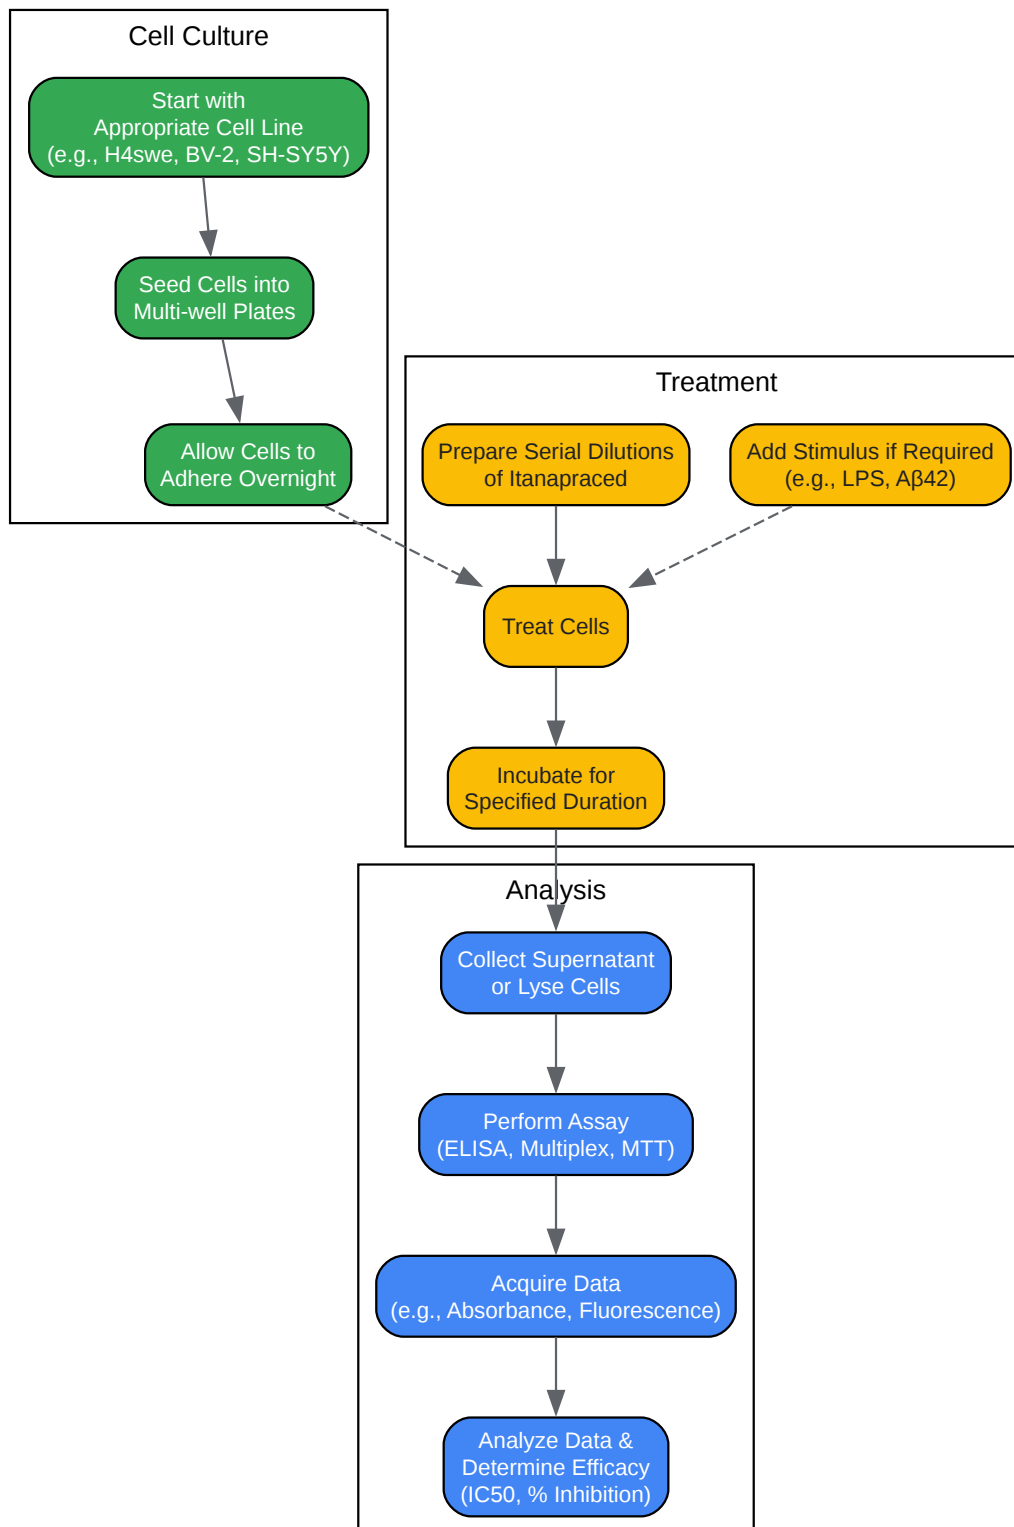 Cell Culture
Start with
Appropriate Cell Line
(e.g., H4swe, BV-2, SH-SY5Y)
Seed Cells into
Multi-well Plates
Allow Cells to
Adhere Overnight
Treatment
Prepare Serial Dilutions
of Itanapraced
Add Stimulus if Required
(e.g., LPS, Aβ42)
Treat Cells
Incubate for
Specified Duration
Analysis
Collect Supernatant
or Lyse Cells
Perform Assay
(ELISA, Multiplex, MTT)
Acquire Data
(e.g., Absorbance, Fluorescence)
Analyze Data &
Determine Efficacy
(IC50, % Inhibition)